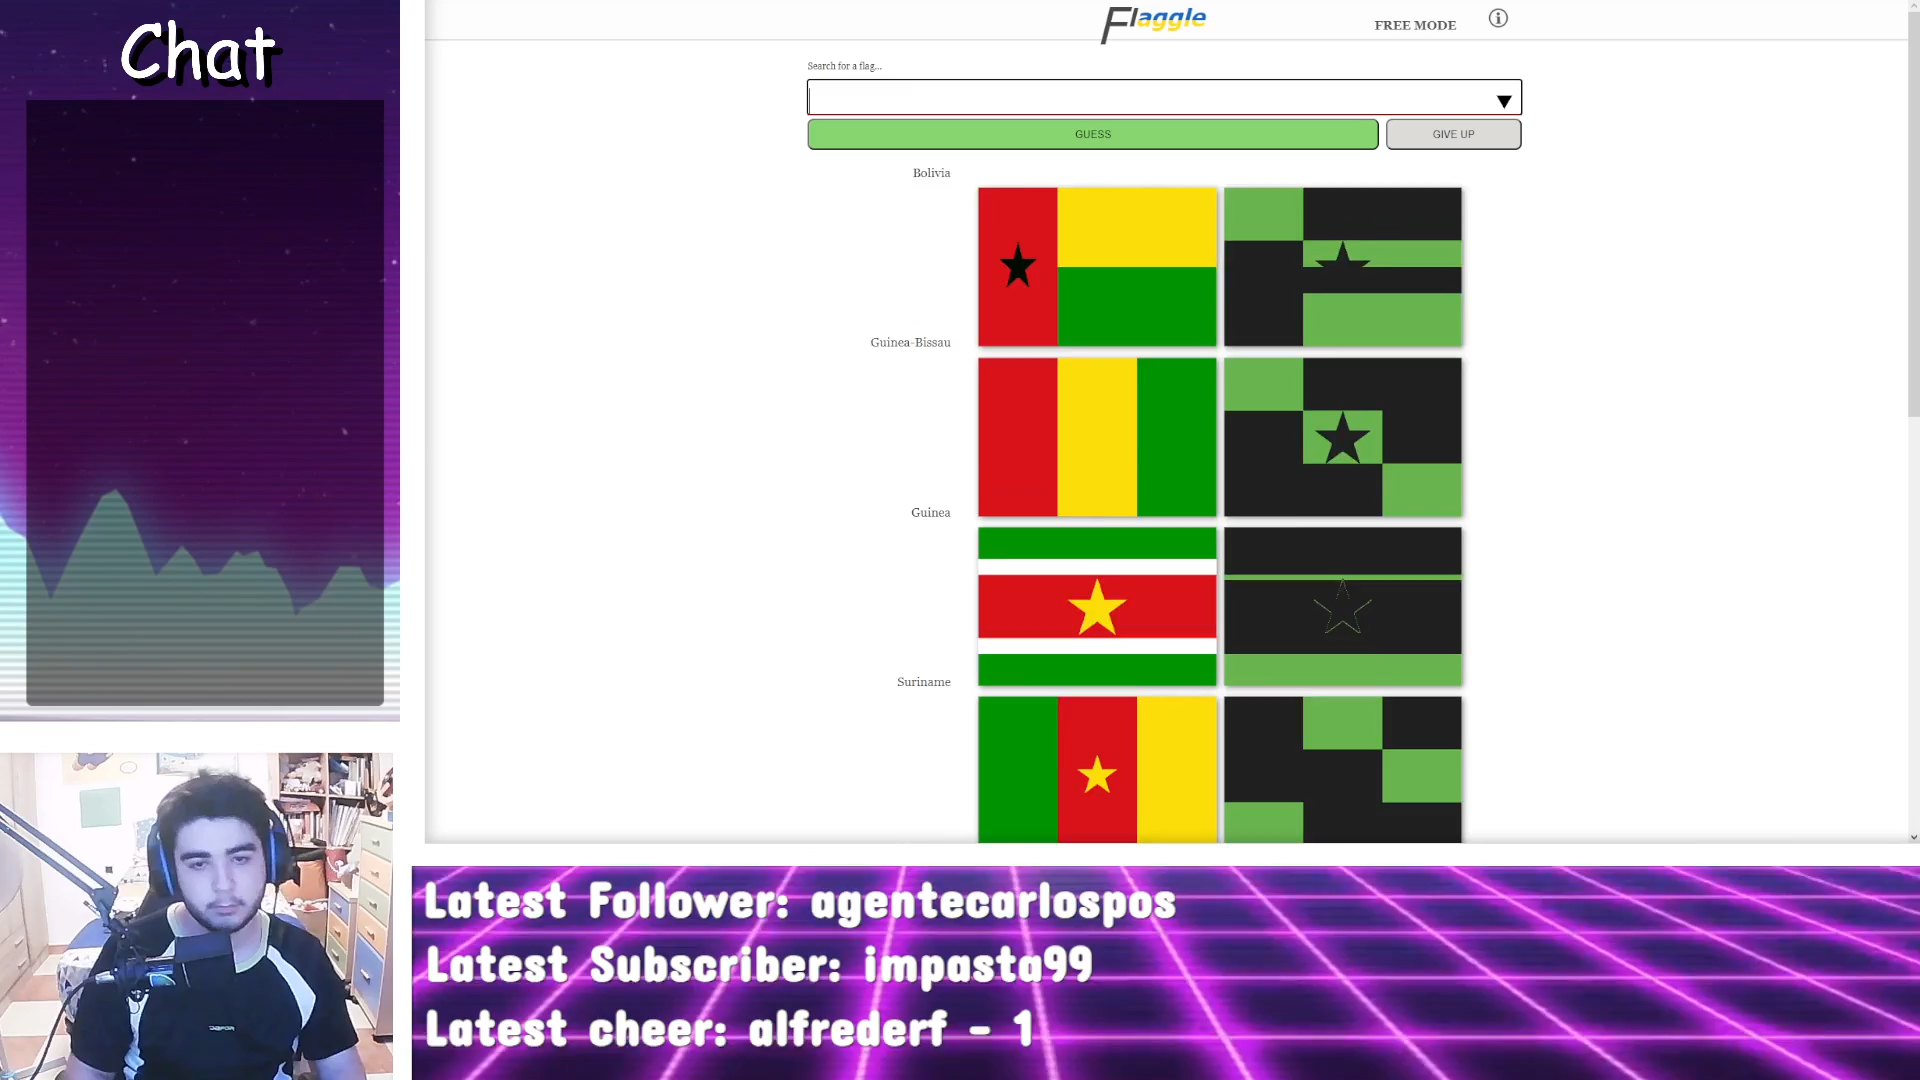 Chat
Flaggle
FREE MODE
Search for a flag...
GUESS
GIVE UP
Bolivia
Guinea-Bissau
Guinea
Suriname
Latest Follower: agentecarlospos
Latest Subscriber: impasta99
Latest cheer: alfrederf - 1